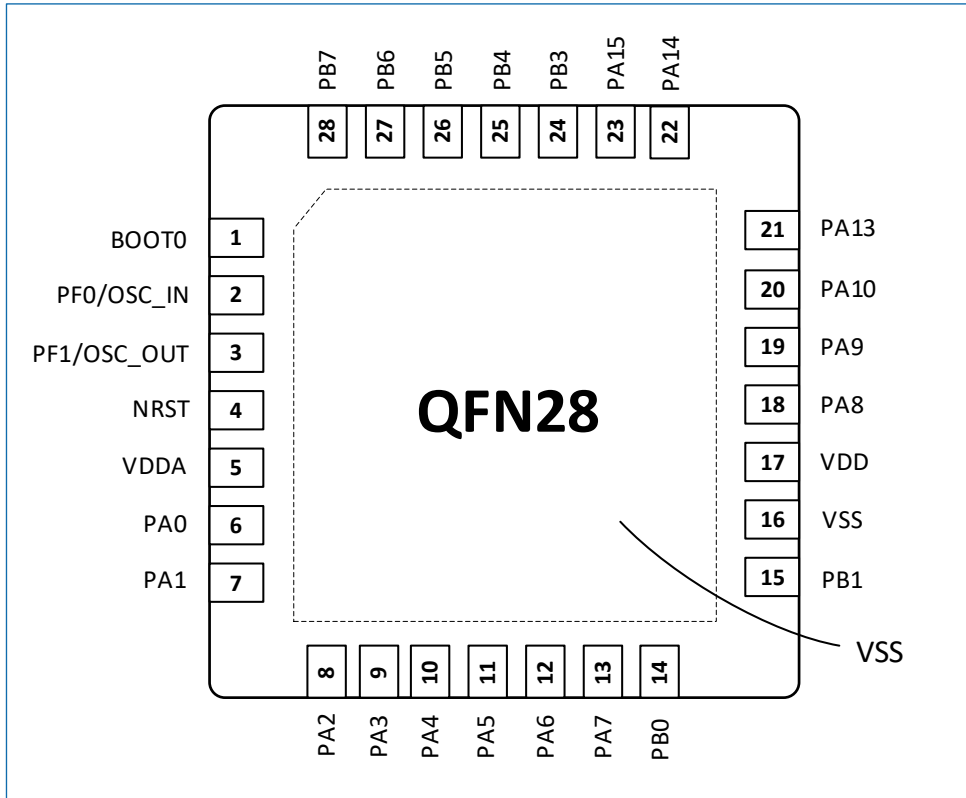 PB7
PB6
PB5
PB4
PB3
PA15
PA14
28
27
26
25
24
23
22
BOOT0 1
PF0/OSC_IN 2
PF1/OSC_OUT 3
NRST 4
VDDA 5
PA0 6
PA1 7
QFN28
21 PA13
20 PA10
19 PA9
18 PA8
17 VDD
16 VSS
15 PB1
VSS
8
9
10
11
12
13
14
PA2
PA3
PA4
PA5
PA6
PA7
PB0